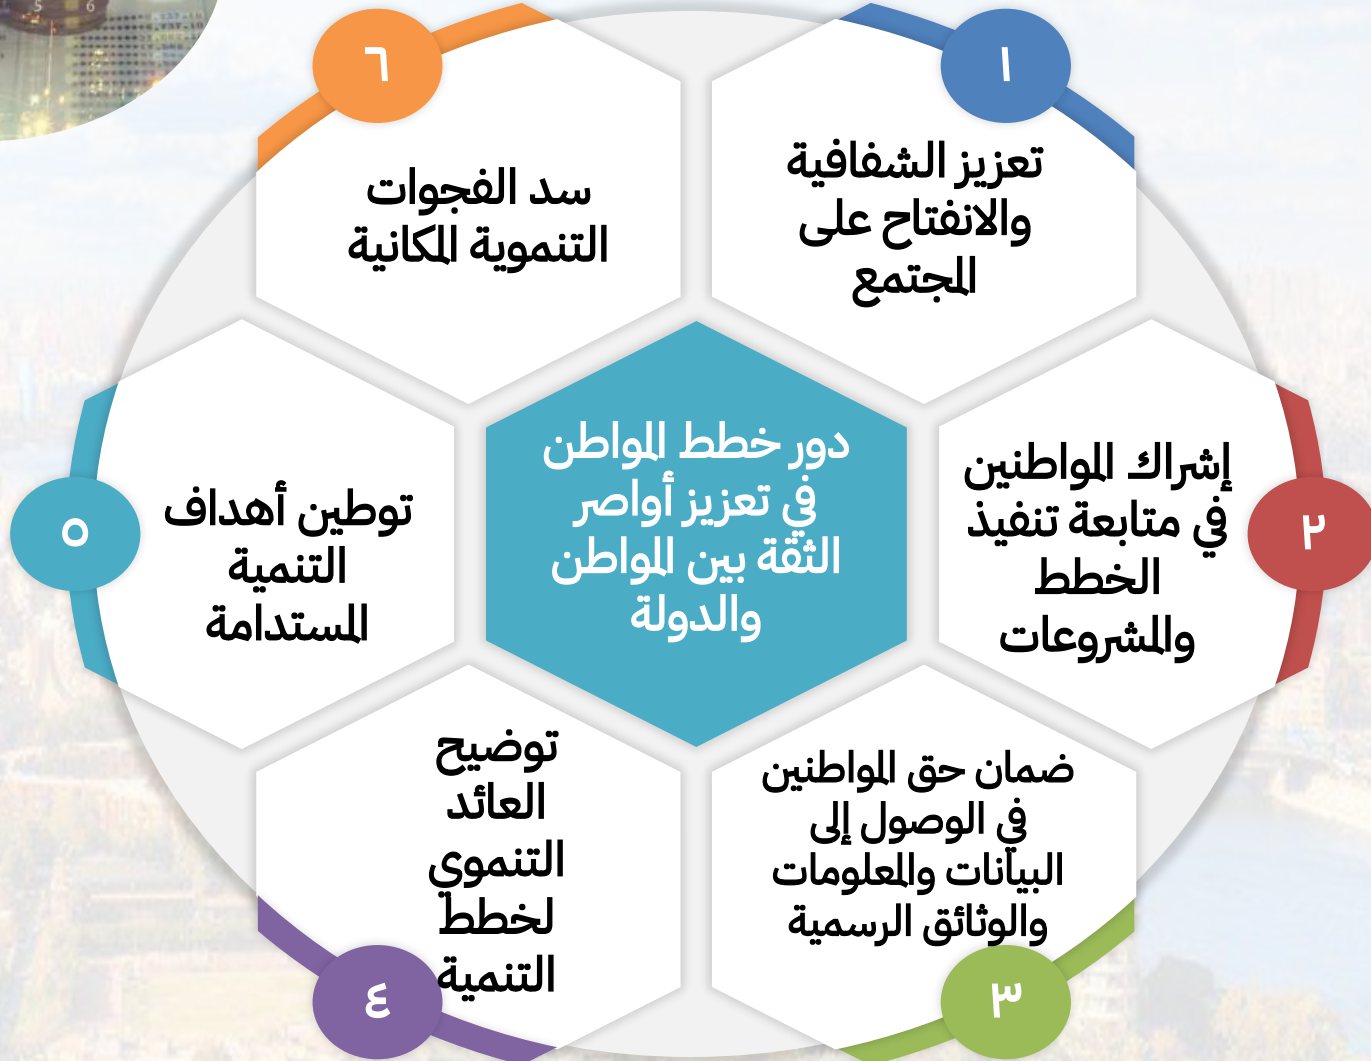 دور خطط المواطن
في تعزيز أواصر
الثقة بين المواطن
والدولة
١
تعزيز الشفافية
والانفتاح على
المجتمع
٢
إشراك المواطنين
في متابعة تنفيذ
الخطط
والمشروعات
٣
ضمان حق المواطنين
في الوصول إلى
البيانات والمعلومات
والوثائق الرسمية
٤
توضيح
العائد
التنموي
لخطط
التنمية
٥
توطين أهداف
التنمية
المستدامة
٦
سد الفجوات
التنموية المكانية
5 6